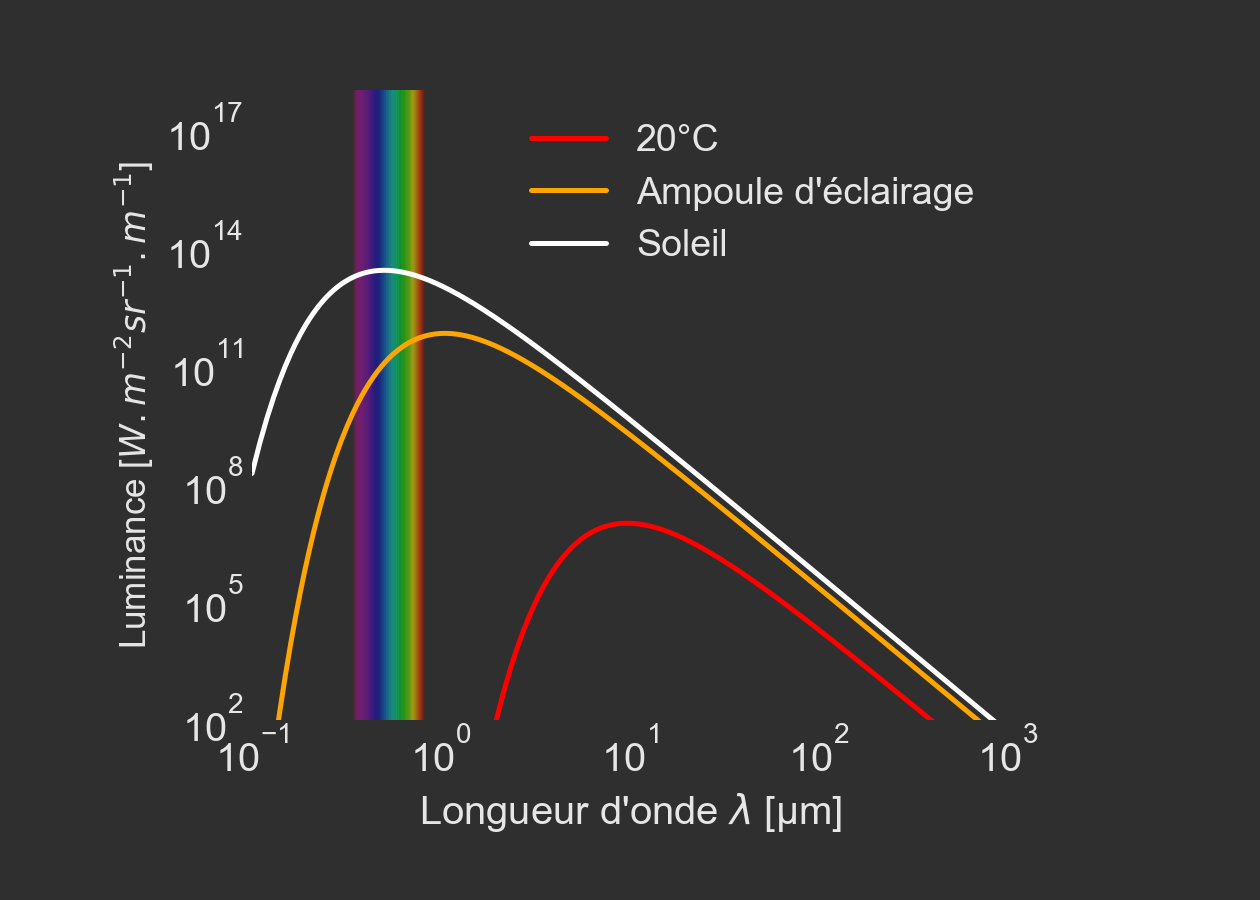 10^17
10^14
10^11
10^8
10^5
10^2
Luminance [W.m^−2sr^−1.m^−1]
20°C
Ampoule d'éclairage
Soleil
10^−1 10^0 10^1 10^2 10^3
Longueur d'onde λ [µm]